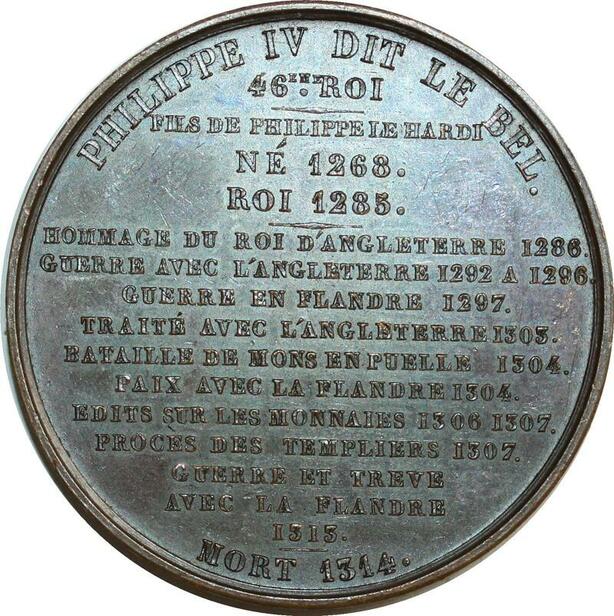 PHILIPPE IV DIT LE BEL.
46EME. ROI
FILS DE PHILIPPE LE HARDI
NÉ 1268.
ROI 1285.
HOMMAGE DU ROI D'ANGLETERRE 1286.
GUERRE AVEC L'ANGLETERRE 1292 A 1296.
GUERRE EN FLANDRE 1297.
TRAITÉ AVEC L'ANGLETERRE 1303.
BATAILLE DE MONS EN PUELLE 1304.
PAIX AVEC LA FLANDRE 1304.
EDITS SUR LES MONNAIES 1306 1307.
PROCES DES TEMPLIERS 1307.
GUERRE ET TREVE
AVEC LA FLANDRE
1313.
MORT 1314.